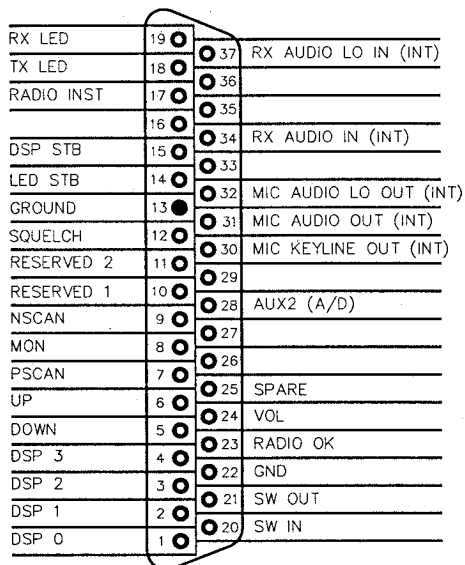 RX LED 19
37 RX AUDIO LO IN (INT)
TX LED 18
36
RADIO INST 17
35
16
34 RX AUDIO IN (INT)
DSP STB 15
33
LED STB 14
32 MIC AUDIO LO OUT (INT)
GROUND 13
31 MIC AUDIO OUT (INT)
SQUELCH 12
30 MIC KEYLINE OUT (INT)
RESERVED 2 11
29
RESERVED 1 10
28 AUX2 (A/D)
NSCAN 9
27
MON 8
26
PSCAN 7
25 SPARE
UP 6
24 VOL
DOWN 5
23 RADIO OK
DSP 3 4
22 GND
DSP 2 3
21 SW OUT
DSP 1 2
20 SW IN
DSP 0 1